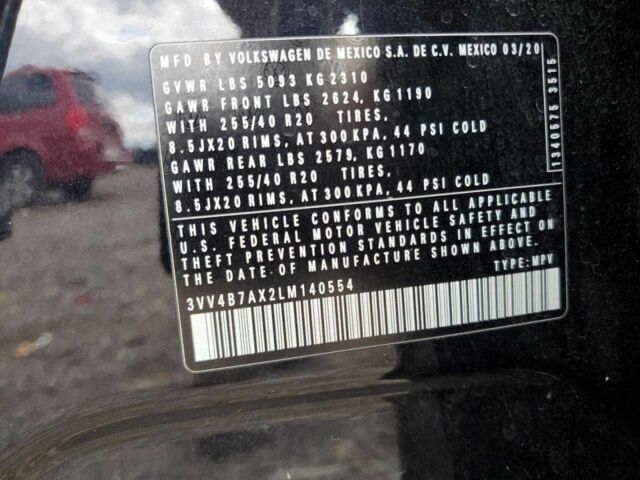 MFD BY VOLKSWAGEN DE MEXICO S.A. DE C.V. MEXICO 03/20
GVWR LBS 5093 KG 2310
GAWR FRONT LBS 2624, KG 1190
WITH 255/40 R20 TIRES,
8.5JX20 RIMS, AT 300 KPA, 44 PSI COLD
GAWR REAR LBS 2579, KG 1170
WITH 255/40 R20 TIRES,
8.5JX20 RIMS, AT 300 KPA, 44 PSI COLD
1340575 3515
THIS VEHICLE CONFORMS TO ALL APPLICABLE
U.S. FEDERAL MOTOR VEHICLE SAFETY AND
THEFT PREVENTION STANDARDS IN EFFECT ON
THE DATE OF MANUFACTURE SHOWN ABOVE.
TYPE: MPV
3VV4B7AX2LM140554